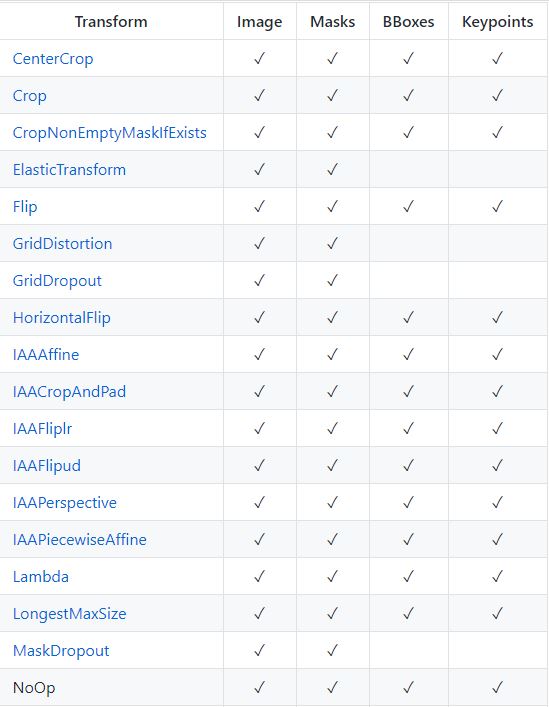 Transform Image Masks BBoxes Keypoints
CenterCrop ✓ ✓ ✓ ✓
Crop ✓ ✓ ✓ ✓
CropNonEmptyMaskIfExists ✓ ✓ ✓ ✓
ElasticTransform ✓ ✓
Flip ✓ ✓ ✓ ✓
GridDistortion ✓ ✓
GridDropout ✓ ✓
HorizontalFlip ✓ ✓ ✓ ✓
IAAAffine ✓ ✓ ✓ ✓
IAACropAndPad ✓ ✓ ✓ ✓
IAAFliplr ✓ ✓ ✓ ✓
IAAFlipud ✓ ✓ ✓ ✓
IAAPerspective ✓ ✓ ✓ ✓
IAAPiecewiseAffine ✓ ✓ ✓ ✓
Lambda ✓ ✓ ✓ ✓
LongestMaxSize ✓ ✓ ✓ ✓
MaskDropout ✓ ✓
NoOp ✓ ✓ ✓ ✓